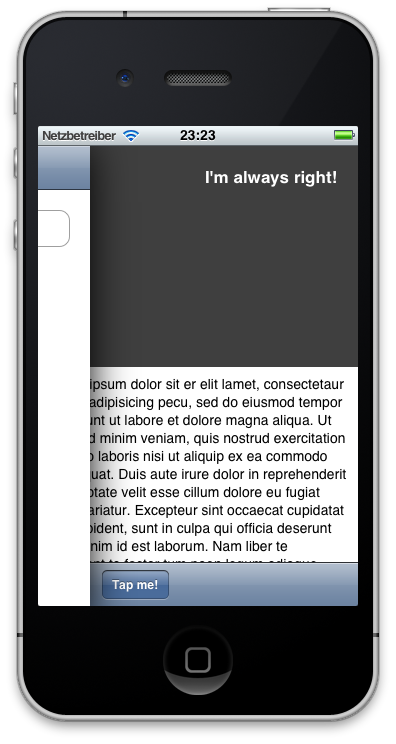 Netzbetreiber 23:23
I'm always right!
ipsum dolor sit er elit lamet, consectetaur
adipisicing pecu, sed do eiusmod tempor
unt ut labore et dolore magna aliqua. Ut
d minim veniam, quis nostrud exercitation
laboris nisi ut aliquip ex ea commodo
uat. Duis aute irure dolor in reprehenderit
ptate velit esse cillum dolore eu fugiat
ariatur. Excepteur sint occaecat cupidatat
oident, sunt in culpa qui officia deserunt
nim id est laborum. Nam liber te
Tap me!